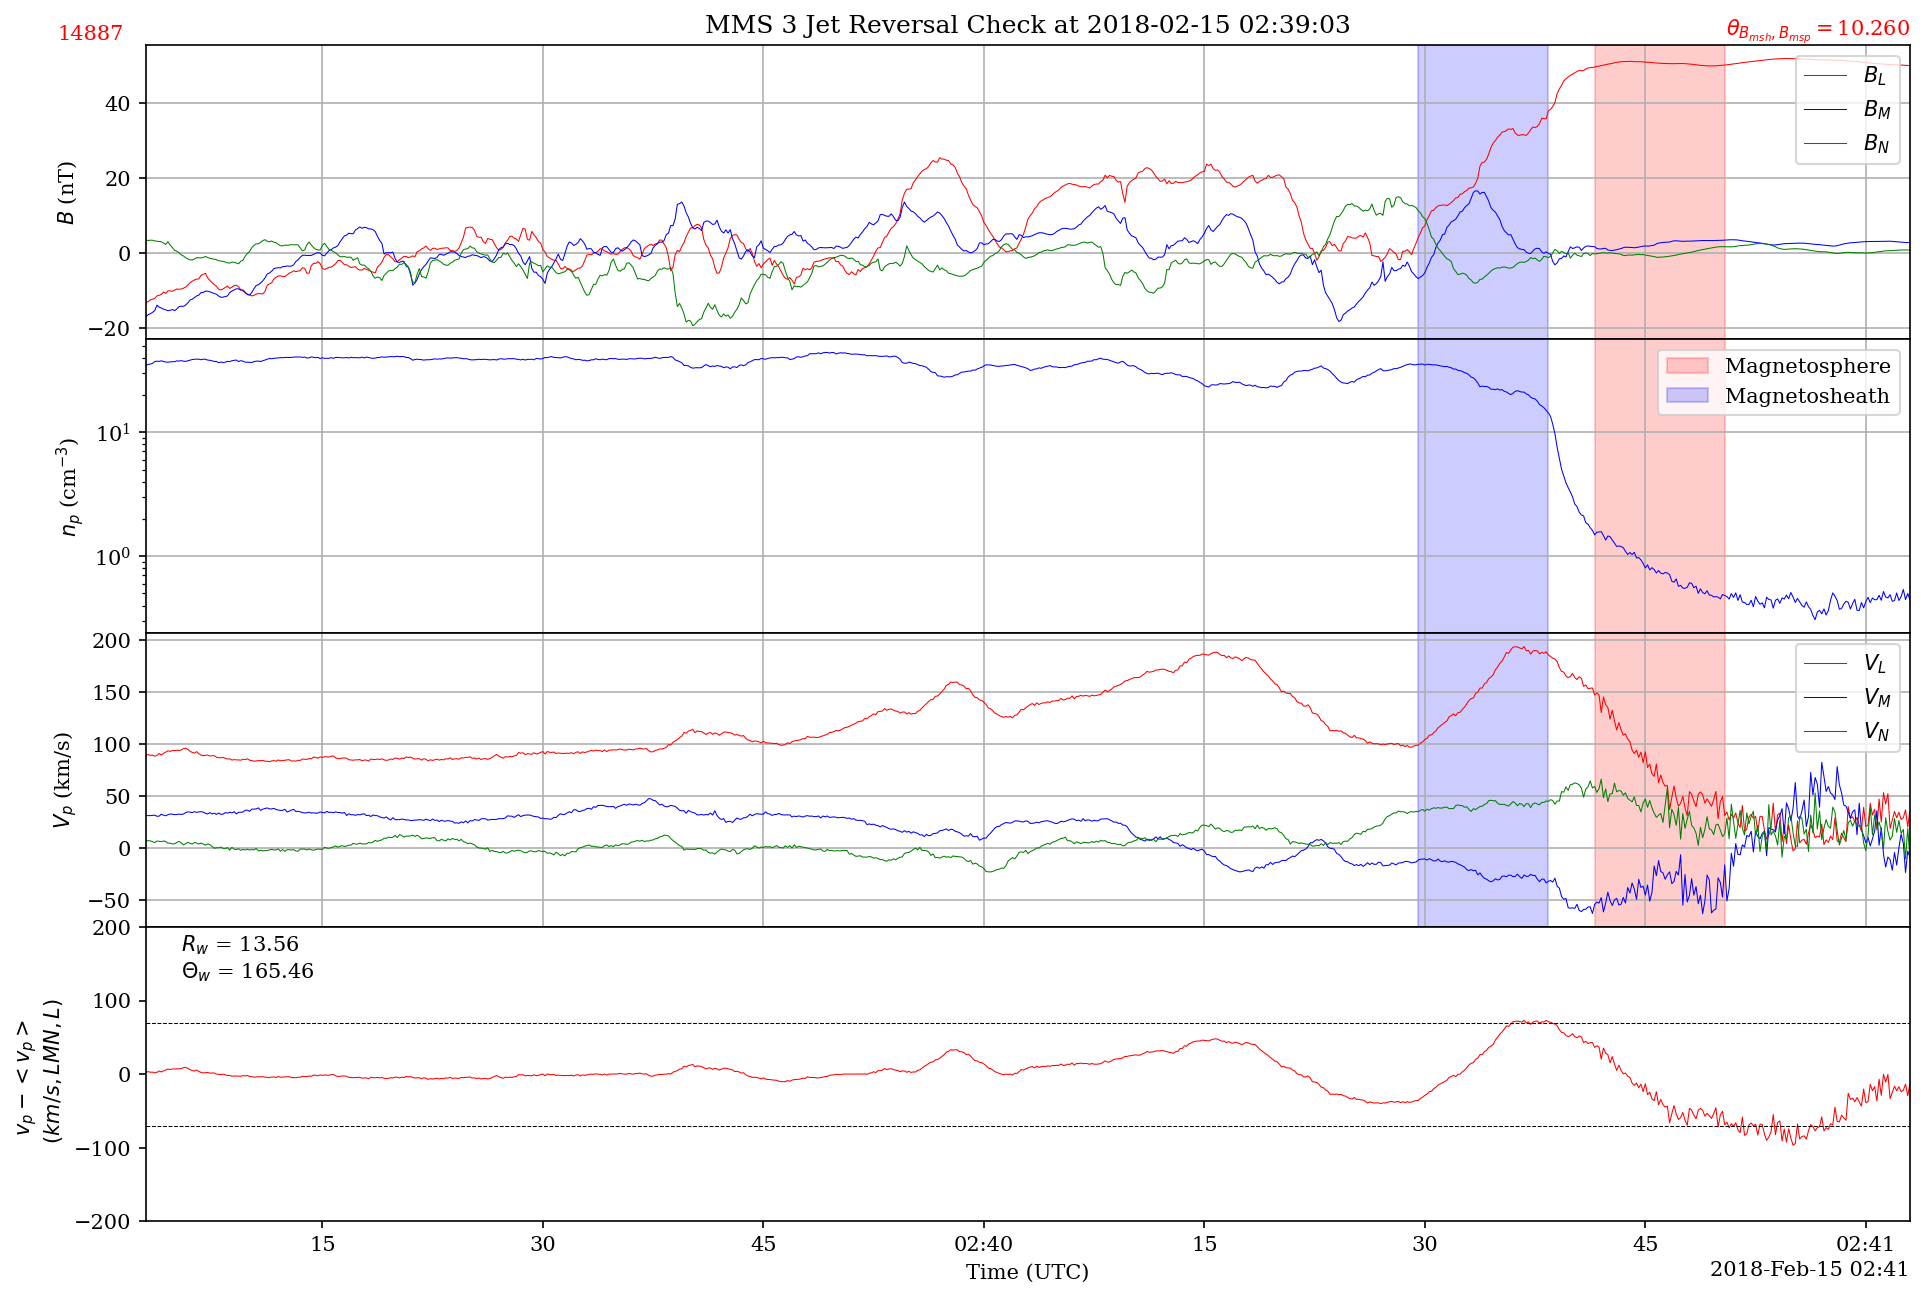 14887
MMS 3 Jet Reversal Check at 2018-02-15 02:39:03
θ_{B_{msh}, B_{msp}} = 10.260
B (nT)
40
20
0
−20
B_L
B_M
B_N
n_p (cm^{−3})
10^1
10^0
Magnetosphere
Magnetosheath
V_p (km/s)
200
150
100
50
0
−50
V_L
V_M
V_N
v_p − < v_p >
(km/s, LMN, L)
200
100
0
−100
−200
R_w = 13.56
Θ_w = 165.46
15
30
45
02:40
15
30
45
02:41
Time (UTC)
2018-Feb-15 02:41